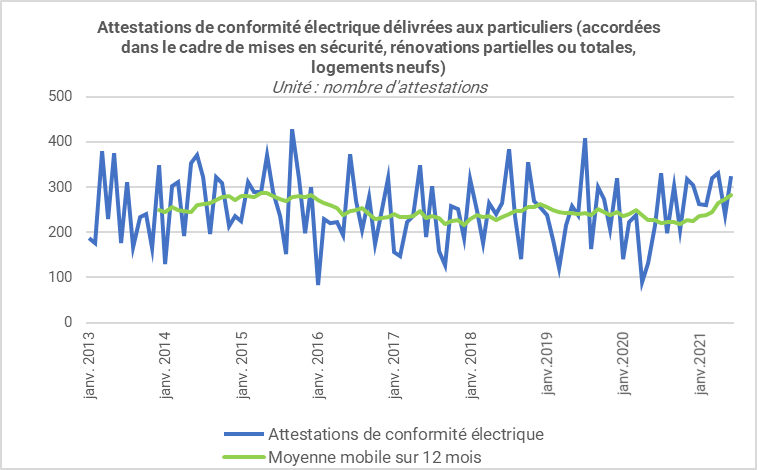 Attestations de conformité électrique délivrées aux particuliers (accordées
dans le cadre de mises en sécurité, rénovations partielles ou totales,
logements neufs)
Unité : nombre d'attestations
500
400
300
200
100
0
janv. 2013
janv. 2014
janv. 2015
janv. 2016
janv. 2017
janv. 2018
janv.2019
janv. 2020
janv.2021
Attestations de conformité électrique
Moyenne mobile sur 12 mois